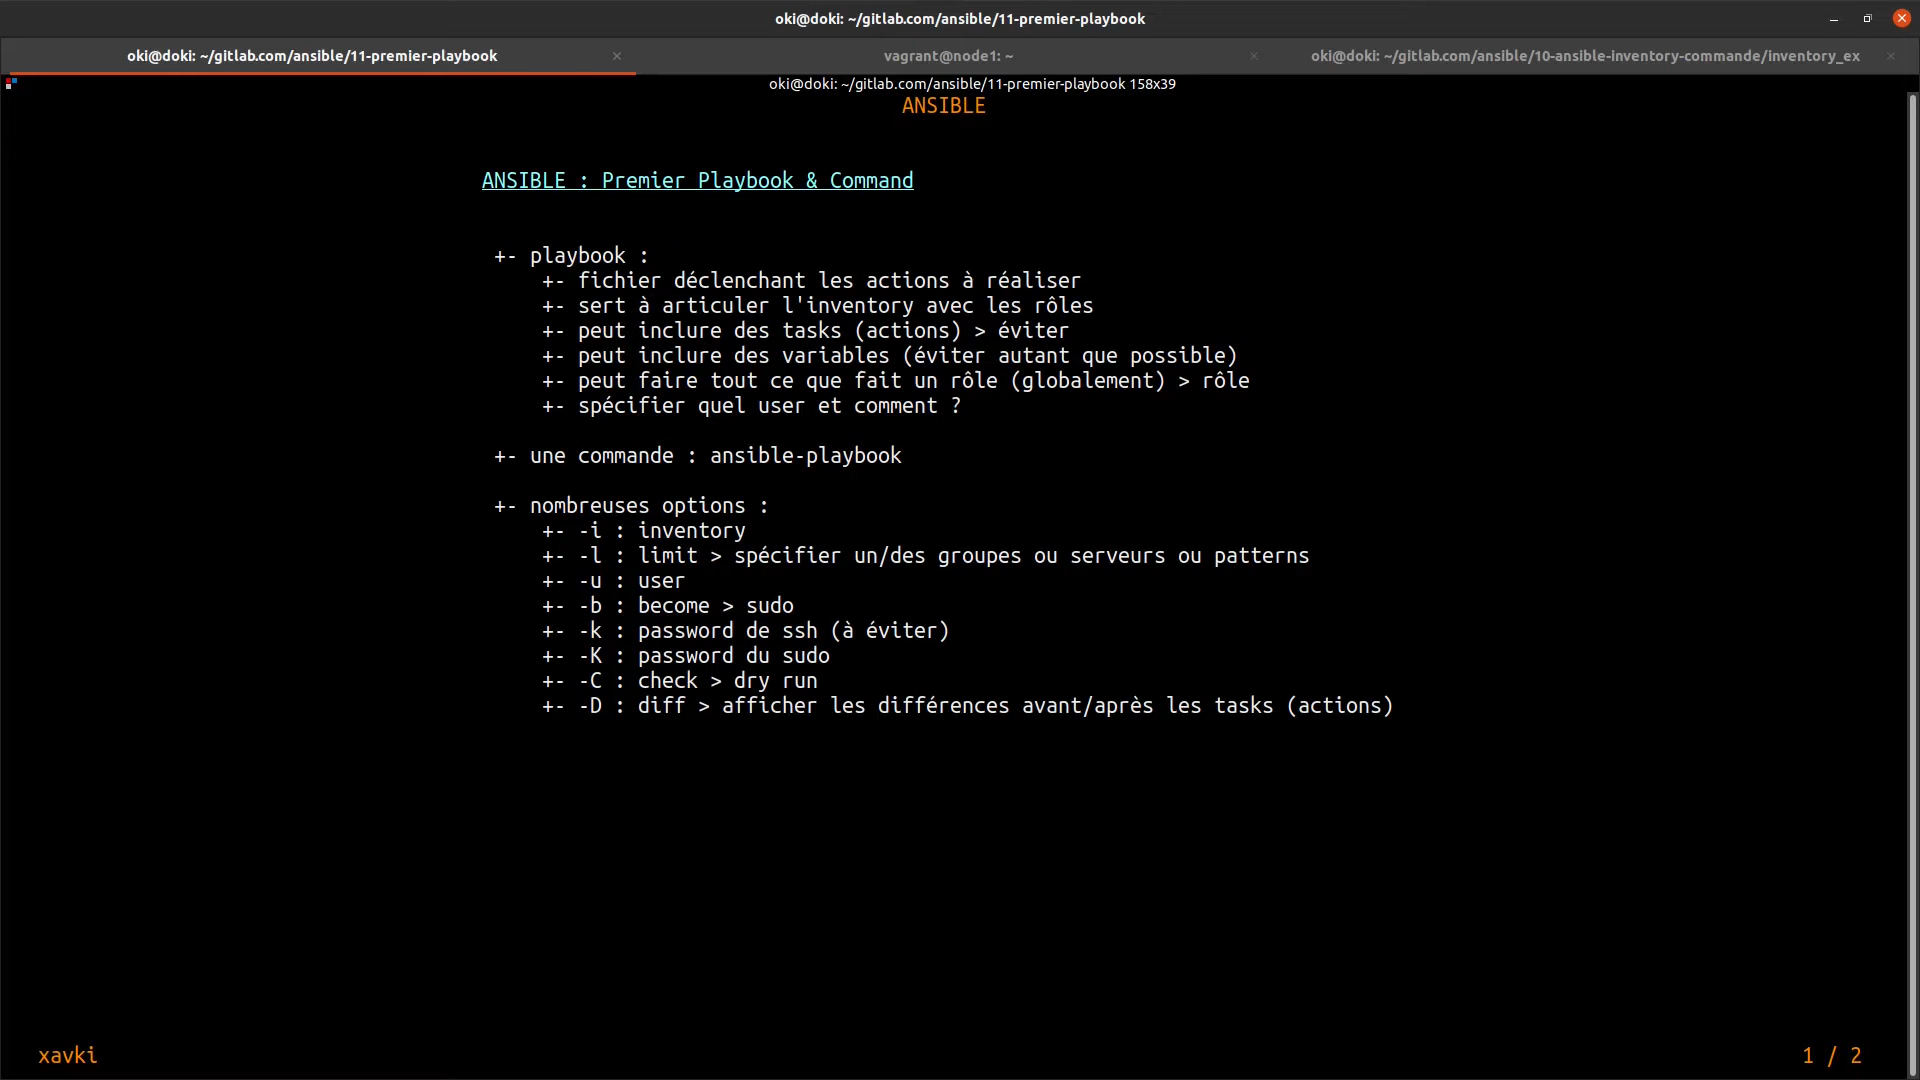 oki@doki: ~/gitlab.com/ansible/11-premier-playbook
oki@doki: ~/gitlab.com/ansible/11-premier-playbook
vagrant@node1: ~
oki@doki: ~/gitlab.com/ansible/10-ansible-inventory-commande/inventory_ex
oki@doki: ~/gitlab.com/ansible/11-premier-playbook 158x39
ANSIBLE
ANSIBLE : Premier Playbook & Command
+- playbook :
+- fichier déclenchant les actions à réaliser
+- sert à articuler l'inventory avec les rôles
+- peut inclure des tasks (actions) > éviter
+- peut inclure des variables (éviter autant que possible)
+- peut faire tout ce que fait un rôle (globalement) > rôle
+- spécifier quel user et comment ?
+- une commande : ansible-playbook
+- nombreuses options :
+- -i : inventory
+- -l : limit > spécifier un/des groupes ou serveurs ou patterns
+- -u : user
+- -b : become > sudo
+- -k : password de ssh (à éviter)
+- -K : password du sudo
+- -C : check > dry run
+- -D : diff > afficher les différences avant/après les tasks (actions)
xavki
1 / 2